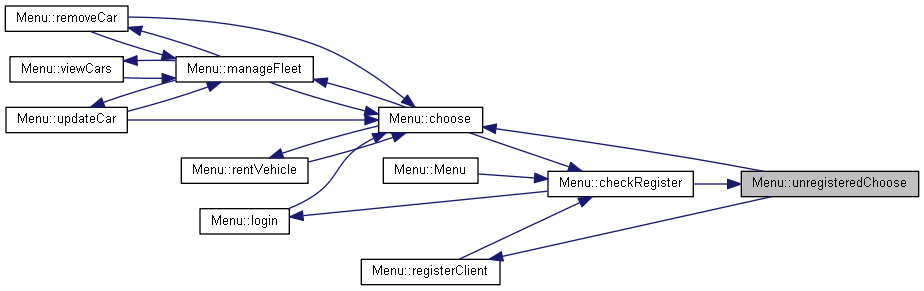 Menu::removeCar
Menu::viewCars
Menu::manageFleet
Menu::updateCar
Menu::choose
Menu::rentVehicle
Menu::Menu
Menu::checkRegister
Menu::unregisteredChoose
Menu::login
Menu::registerClient